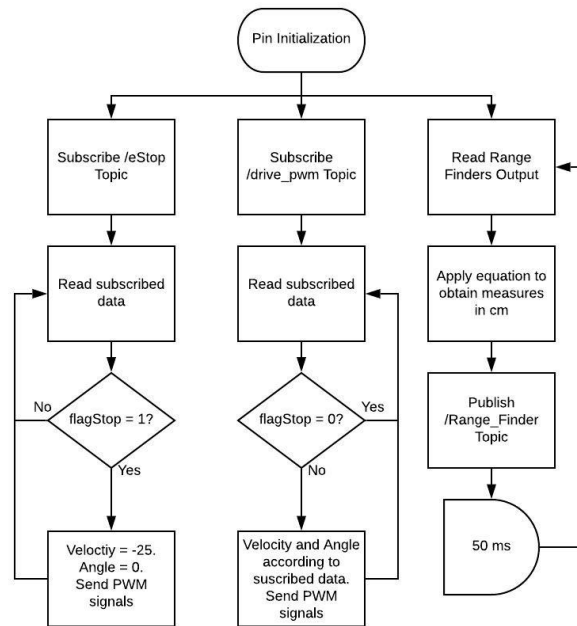 Pin Initialization
Subscribe /eStop
Topic
Subscribe
/drive_pwm Topic
Read Range
Finders Output
Read subscribed
data
Read subscribed
data
Apply equation to
obtain measures
in cm
No
flagStop = 1?
Yes
flagStop = 0?
Yes
No
Publish
/Range_Finder
Topic
Veloctiy = -25.
Angle = 0.
Send PWM
signals
Velocity and Angle
according to
suscribed data.
Send PWM
signals
50 ms